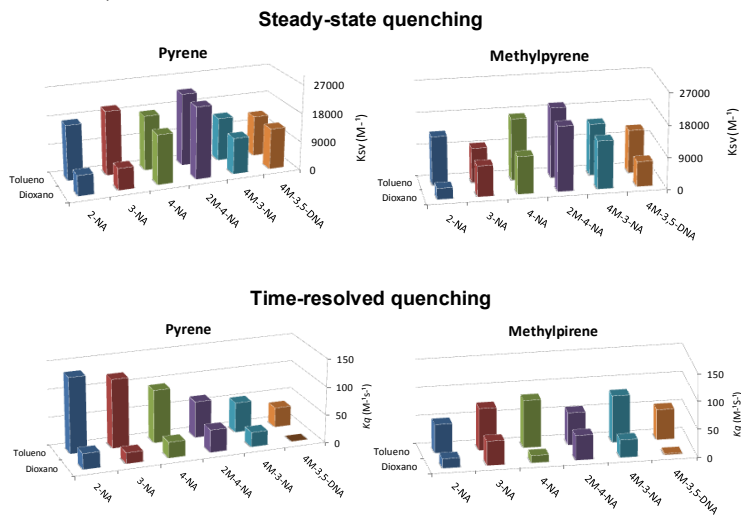 Steady-state quenching
Pyrene
27000
18000
9000
0
Ksv (M⁻¹)
Tolueno
Dioxano
2-NA
3-NA
4-NA
2M-4-NA
4M-3-NA
4M-3,5-DNA
Methylpyrene
27000
18000
9000
0
Ksv (M⁻¹)
Tolueno
Dioxano
2-NA
3-NA
4-NA
2M-4-NA
4M-3-NA
4M-3,5-DNA
Time-resolved quenching
Pyrene
150
100
50
0
Kq (M⁻¹s⁻¹)
Tolueno
Dioxano
2-NA
3-NA
4-NA
2M-4-NA
4M-3-NA
4M-3,5-DNA
Methylpirene
150
100
50
0
Kq (M⁻¹S⁻¹)
Tolueno
Dioxano
2-NA
3-NA
4-NA
2M-4-NA
4M-3-NA
4M-3,5-DNA